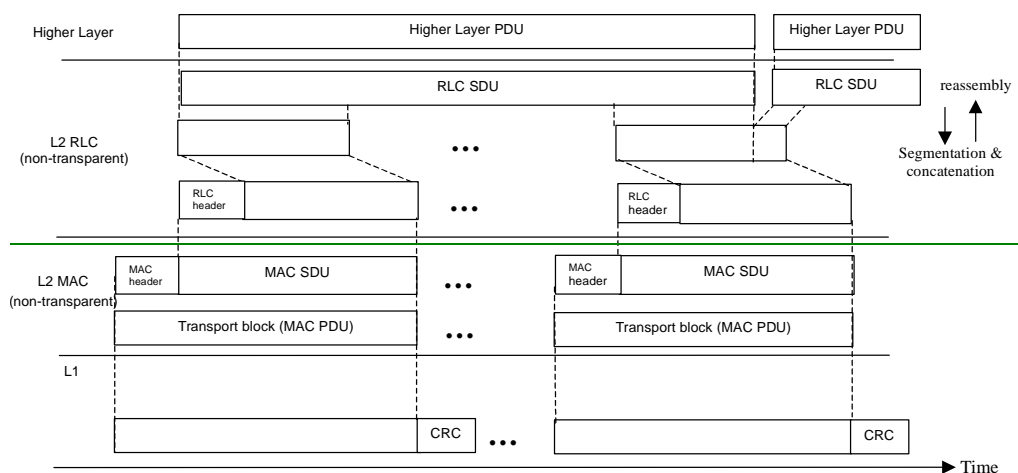 Higher Layer
Higher Layer PDU
Higher Layer PDU
RLC SDU
RLC SDU
reassembly
L2 RLC
(non-transparent)
•••
Segmentation &
concatenation
RLC
header
•••
RLC
header
L2 MAC
(non-transparent)
MAC
header
MAC SDU
•••
MAC
header
MAC SDU
Transport block (MAC PDU)
•••
Transport block (MAC PDU)
L1
CRC
•••
CRC
Time